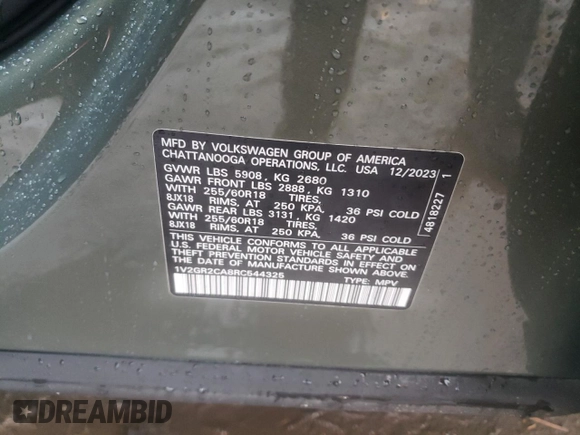 MFD BY VOLKSWAGEN GROUP OF AMERICA
CHATTANOOGA OPERATIONS, LLC. USA 12/2023
GVWR LBS 5908, KG 2680
GAWR FRONT LBS 2888, KG 1310
WITH 255/60R18 TIRES,
8JX18 RIMS, AT 250 KPA, 36 PSI COLD
GAWR REAR LBS 3131, KG 1420
WITH 255/60R18 TIRES,
8JX18 RIMS, AT 250 KPA, 36 PSI COLD
THIS VEHICLE CONFORMS TO ALL APPLICABLE
U.S. FEDERAL MOTOR VEHICLE SAFETY AND
THEFT PREVENTION STANDARDS IN EFFECT ON
THE DATE OF MANUFACTURE SHOWN ABOVE
1V2GR2CA8RC544325
TYPE: MPV
4618227 1
DREAMBID